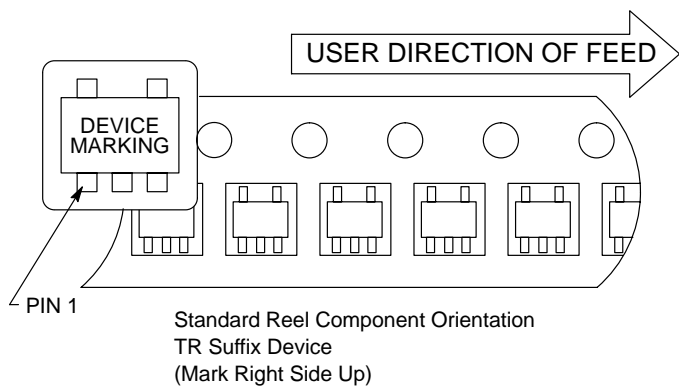 USER DIRECTION OF FEED
DEVICE
MARKING
PIN 1
Standard Reel Component Orientation
TR Suffix Device
(Mark Right Side Up)